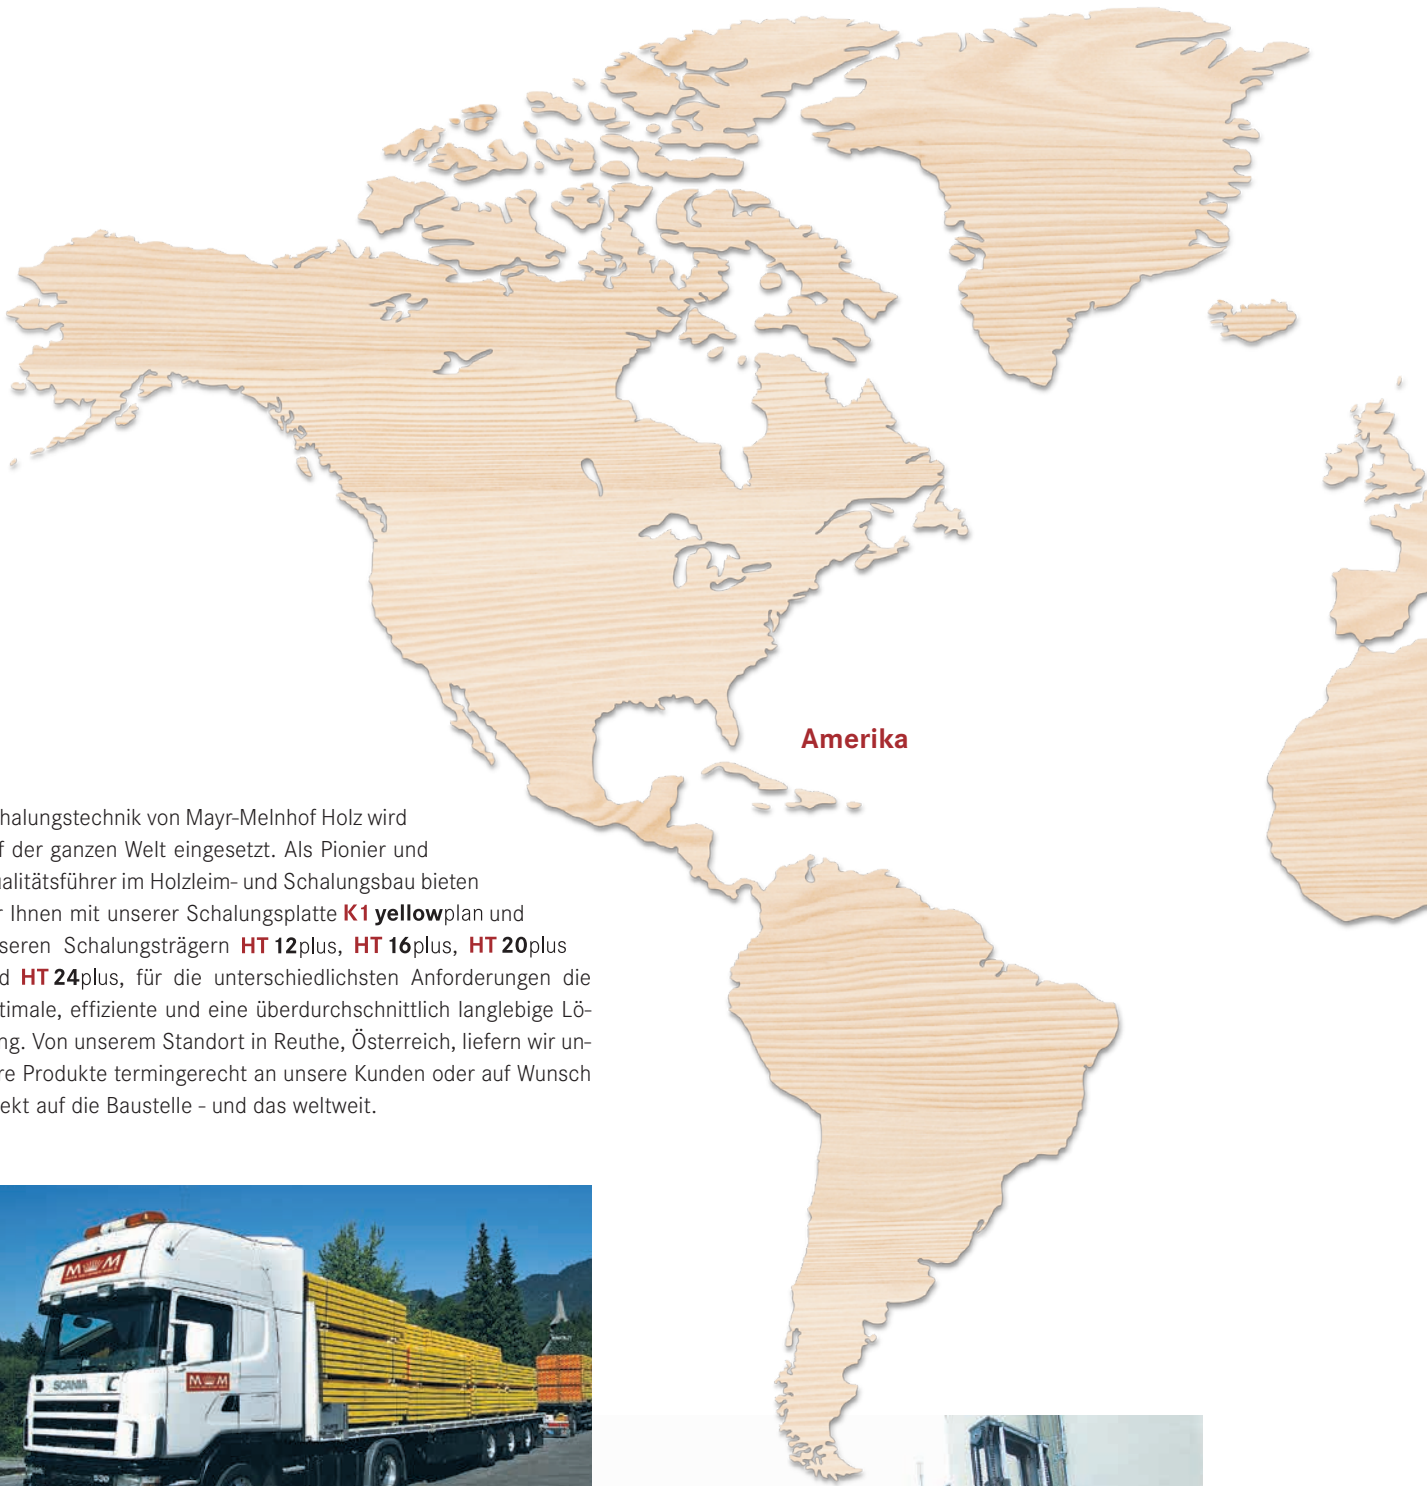 Amerika
halungstechnik von Mayr-Melnhof Holz wird
f der ganzen Welt eingesetzt. Als Pionier und
ualitätsführer im Holzleim- und Schalungsbau bieten
r Ihnen mit unserer Schalungsplatte K1 yellowplan und
seren Schalungsträgern HT 12plus, HT 16plus, HT 20plus
d HT 24plus, für die unterschiedlichsten Anforderungen die
timale, effiziente und eine überdurchschnittlich langlebige Lö-
ng. Von unserem Standort in Reuthe, Österreich, liefern wir un-
re Produkte termingerecht an unsere Kunden oder auf Wunsch
ekt auf die Baustelle - und das weltweit.
M M
M M
SCANIA
530